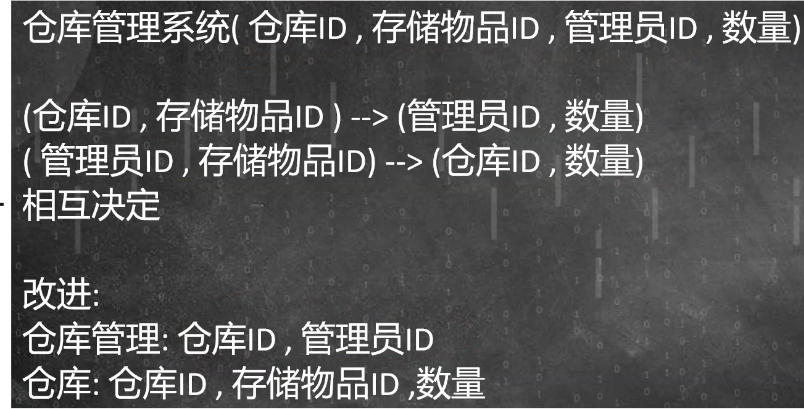 仓库管理系统( 仓库ID , 存储物品ID , 管理员ID , 数量)
(仓库ID , 存储物品ID ) --> (管理员ID , 数量)
( 管理员ID , 存储物品ID) --> (仓库ID , 数量)
相互决定
改进:
仓库管理: 仓库ID , 管理员ID
仓库: 仓库ID , 存储物品ID ,数量